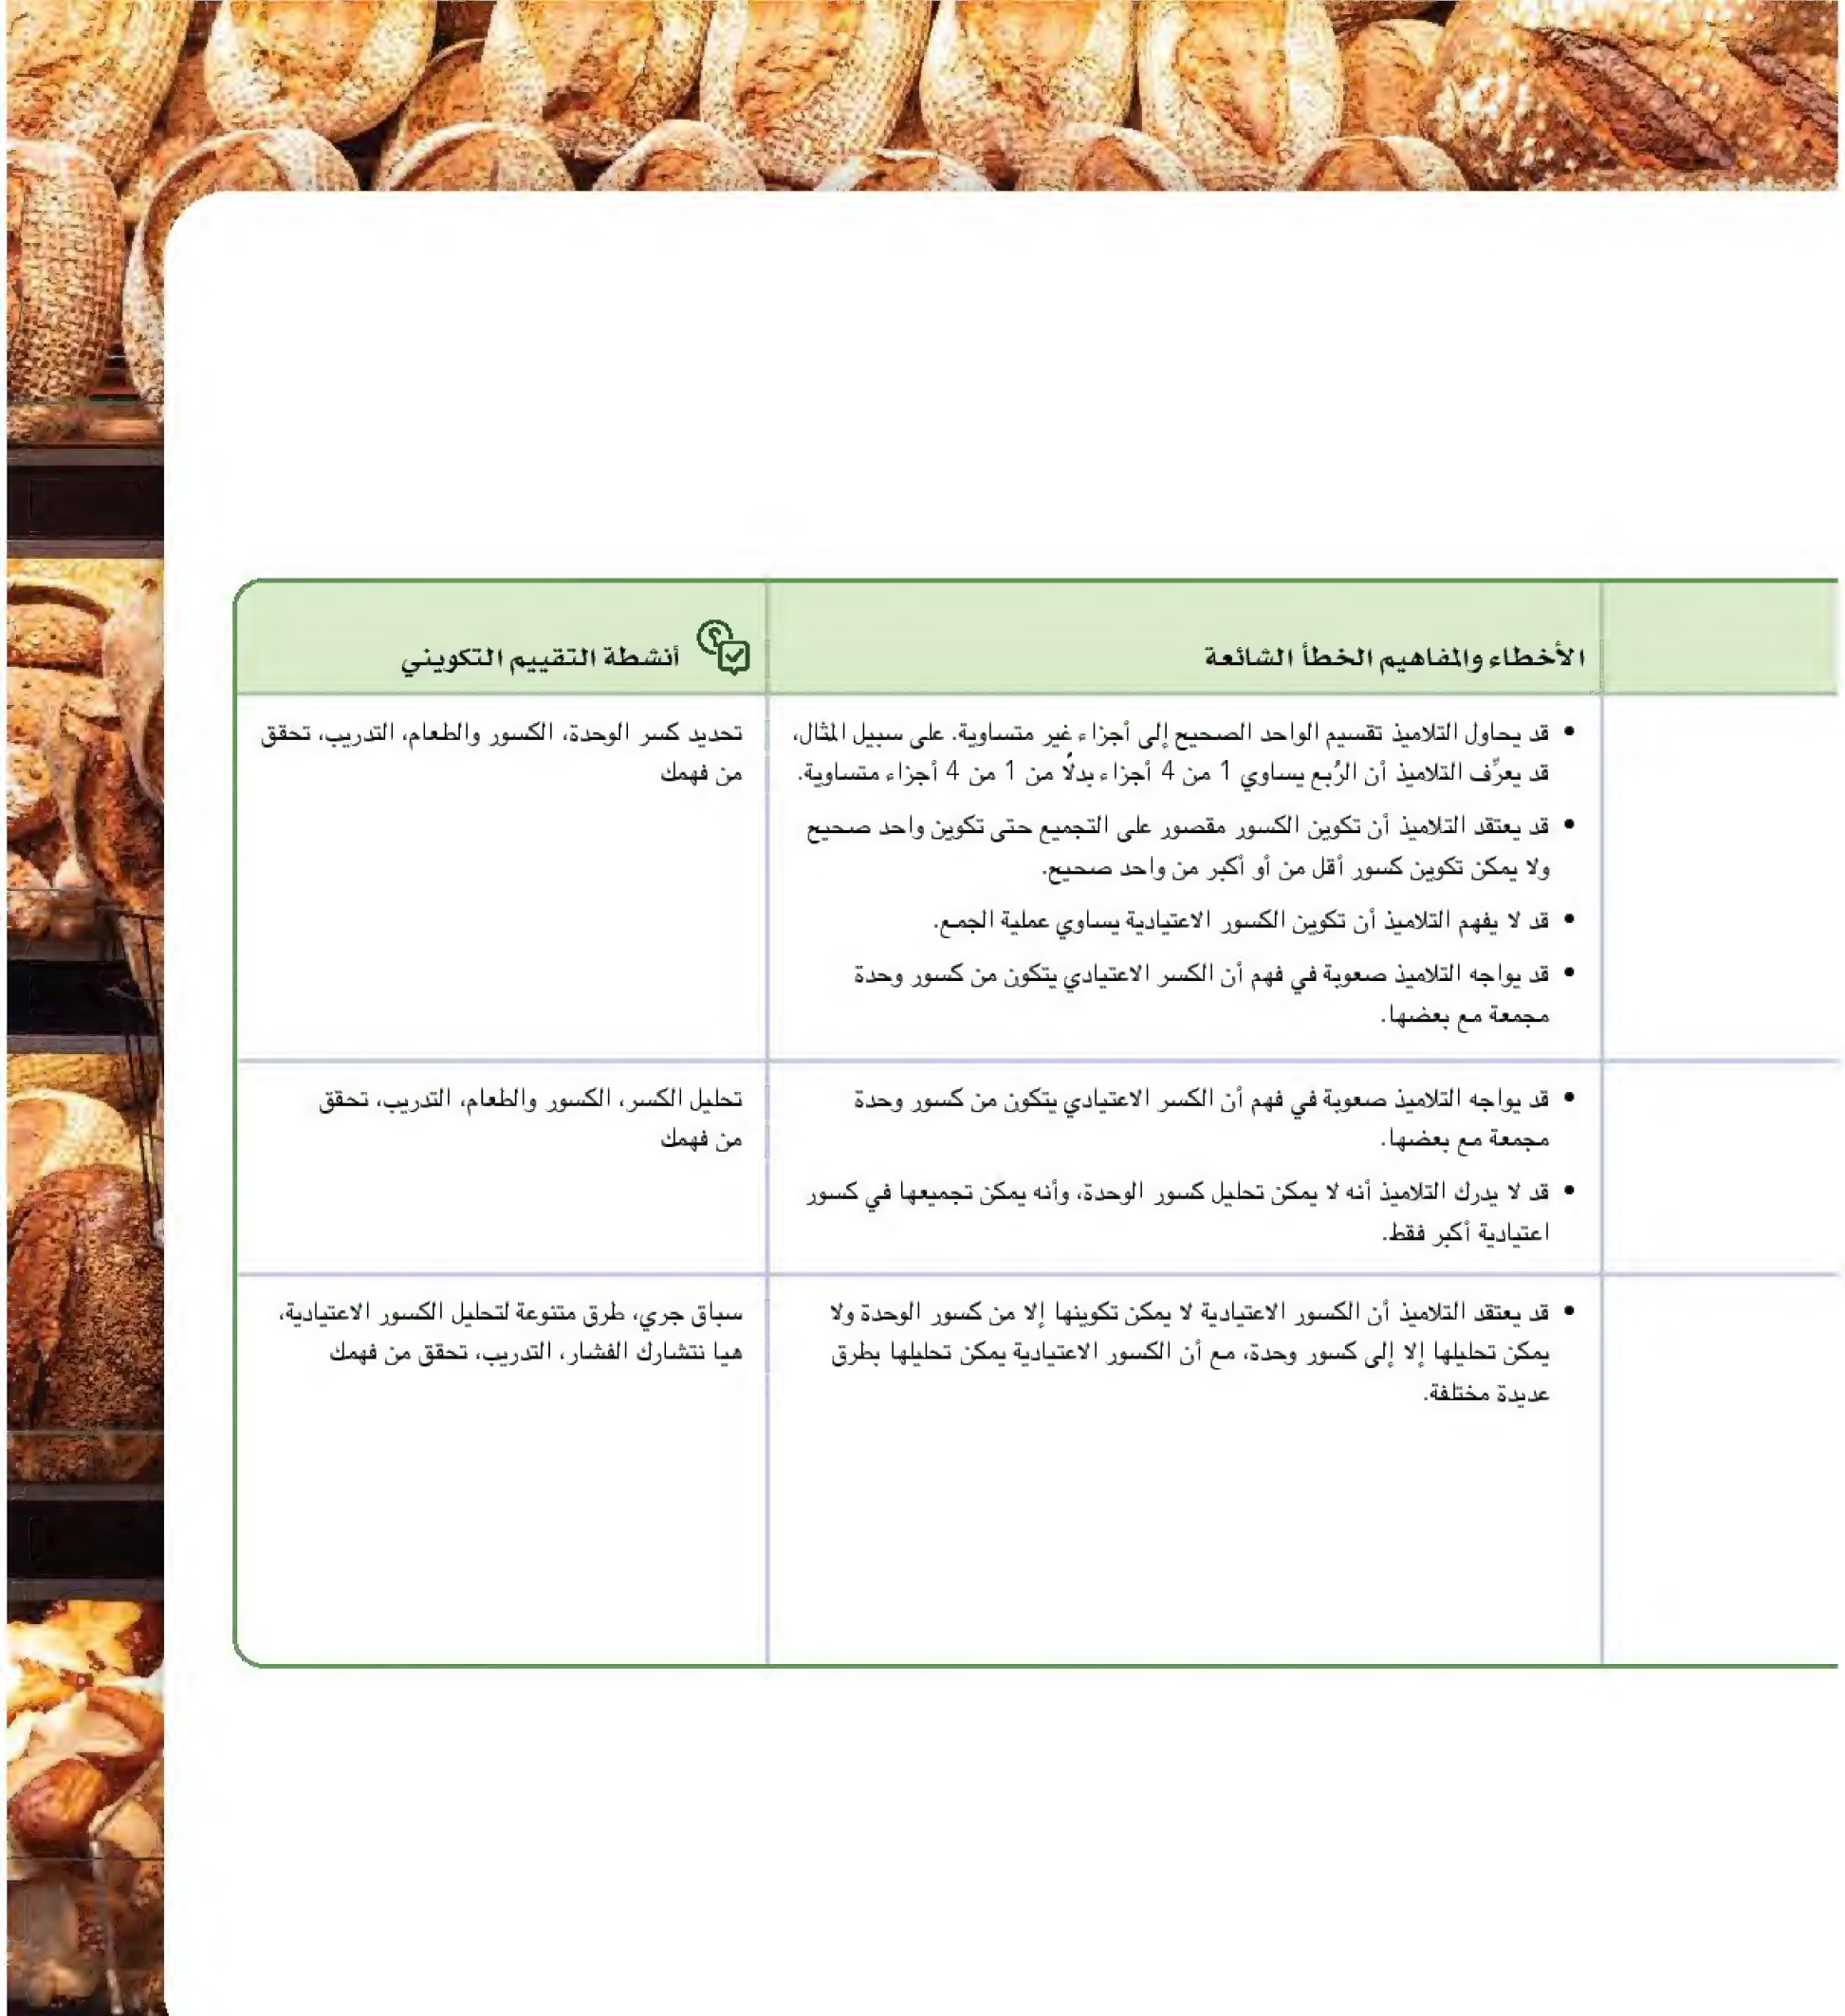 الأخطاء والمفاهيم الخطأ الشائعة
أنشطة التقييم التكويني
• قد يحاول التلاميذ تقسيم الواحد الصحيح إلى أجزاء غير متساوية. على سبيل المثال،
قد يعرِّف التلاميذ أن الرُبع يساوي 1 من 4 أجزاء بدلًا من 1 من 4 أجزاء متساوية.
• قد يعتقد التلاميذ أن تكوين الكسور مقصور على التجميع حتى تكوين واحد صحيح
ولا يمكن تكوين كسور أقل من أو أكبر من واحد صحيح.
• قد لا يفهم التلاميذ أن تكوين الكسور الاعتيادية يساوي عملية الجمع.
• قد يواجه التلاميذ صعوبة في فهم أن الكسر الاعتيادي يتكون من كسور وحدة
مجمعة مع بعضها.
تحديد كسر الوحدة، الكسور والطعام، التدريب، تحقق
من فهمك
• قد يواجه التلاميذ صعوبة في فهم أن الكسر الاعتيادي يتكون من كسور وحدة
مجمعة مع بعضها.
• قد لا يدرك التلاميذ أنه لا يمكن تحليل كسور الوحدة، وأنه يمكن تجميعها في كسور
اعتيادية أكبر فقط.
تحليل الكسر، الكسور والطعام، التدريب، تحقق
من فهمك
• قد يعتقد التلاميذ أن الكسور الاعتيادية لا يمكن تكوينها إلا من كسور الوحدة ولا
يمكن تحليلها إلا إلى كسور وحدة، مع أن الكسور الاعتيادية يمكن تحليلها بطرق
عديدة مختلفة.
سباق جري، طرق متنوعة لتحليل الكسور الاعتيادية،
هيا نتشارك الفشار، التدريب، تحقق من فهمك